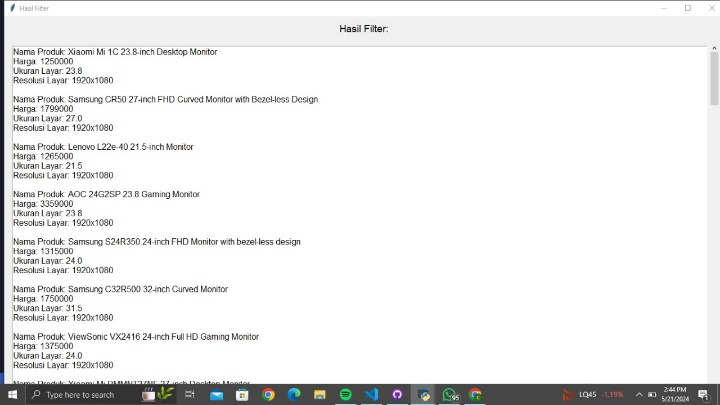 Hasil Filter
Hasil Filter:
Nama Produk: Xiaomi Mi 1C 23.8-inch Desktop Monitor
Harga: 1250000
Ukuran Layar: 23.8
Resolusi Layar: 1920x1080
Nama Produk: Samsung CR50 27-inch FHD Curved Monitor with Bezel-less Design
Harga: 1799000
Ukuran Layar: 27.0
Resolusi Layar: 1920x1080
Nama Produk: Lenovo L22e-40 21.5-inch Monitor
Harga: 1265000
Ukuran Layar: 21.5
Resolusi Layar: 1920x1080
Nama Produk: AOC 24G2SP 23.8 Gaming Monitor
Harga: 3359000
Ukuran Layar: 23.8
Resolusi Layar: 1920x1080
Nama Produk: Samsung S24R350 24-inch FHD Monitor with bezel-less design
Harga: 1315000
Ukuran Layar: 24.0
Resolusi Layar: 1920x1080
Nama Produk: Samsung C32R500 32-inch Curved Monitor
Harga: 1750000
Ukuran Layar: 31.5
Resolusi Layar: 1920x1080
Nama Produk: ViewSonic VX2416 24-inch Full HD Gaming Monitor
Harga: 1375000
Ukuran Layar: 24.0
Resolusi Layar: 1920x1080
Nama Produk: Xiaomi Mi 27-inch Desktop Monitor
Type here to search
95
LQ45 -1,19%
2:44 PM
5/21/2024